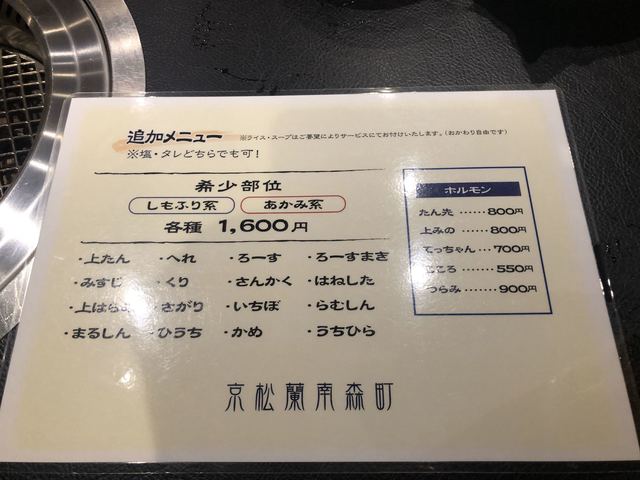 追加メニュー ※ライス・スープはご要望によりサービスにてお付けいたします。(おかわり自由です)
※塩・タレどちらでも可!
希少部位
しもふり系 あかみ系
各種 1,600円
・上たん ・へれ ・ろーす ・ろーすまき
・みすじ ・くり ・さんかく ・はねした
・上はらみ ・さがり ・いちぼ ・らむしん
・まるしん ・ひうち ・かめ ・うちひら
ホルモン
たん先 ……800円
上みの ……800円
てっちゃん …700円
こころ ……550円
つらみ ……900円
京松蘭南森町